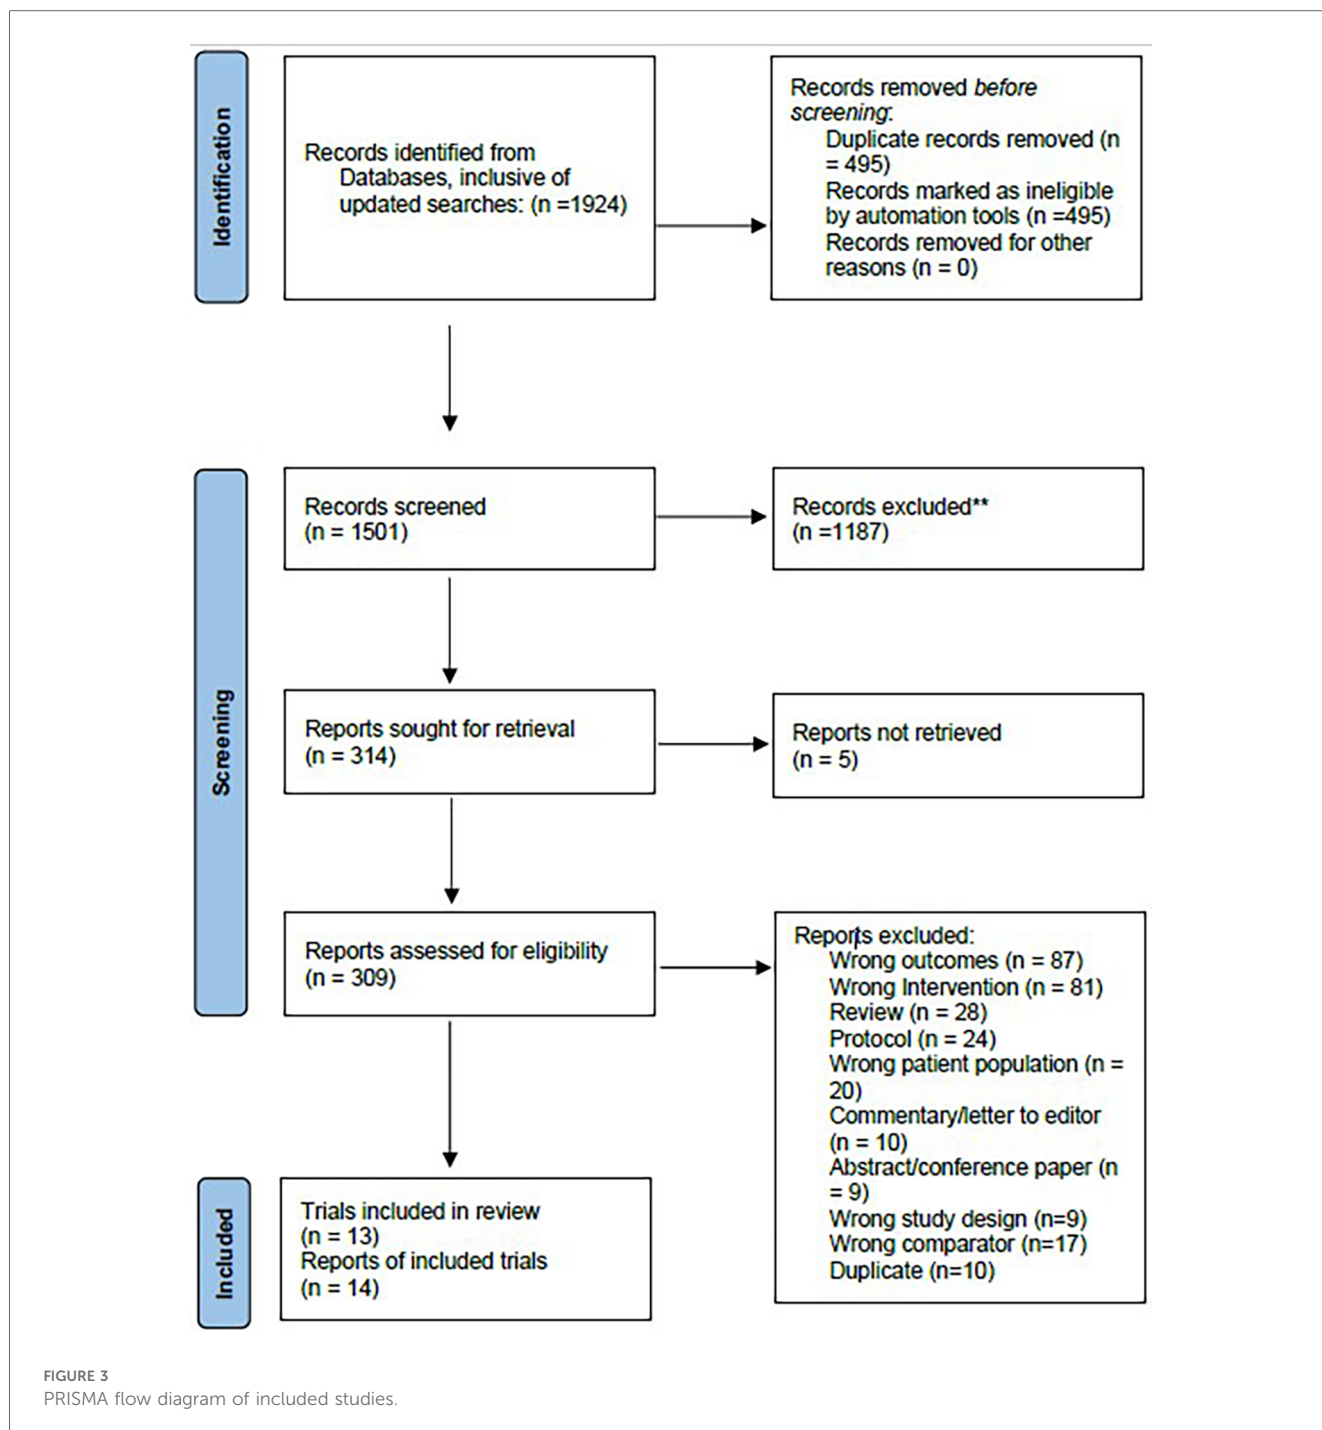 Identification
Records identified from
Databases, inclusive of
updated searches: (n =1924)
Records removed before
screening:
Duplicate records removed (n
= 495)
Records marked as ineligible
by automation tools (n =495)
Records removed for other
reasons (n = 0)
Screening
Records screened
(n = 1501)
Records excluded**
(n =1187)
Reports sought for retrieval
(n = 314)
Reports not retrieved
(n = 5)
Reports assessed for eligibility
(n = 309)
Reports excluded:
Wrong outcomes (n = 87)
Wrong Intervention (n = 81)
Review (n = 28)
Protocol (n = 24)
Wrong patient population (n =
20)
Commentary/letter to editor
(n = 10)
Abstract/conference paper (n
= 9)
Wrong study design (n=9)
Wrong comparator (n=17)
Duplicate (n=10)
Included
Trials included in review
(n = 13)
Reports of included trials
(n = 14)
FIGURE 3
PRISMA flow diagram of included studies.